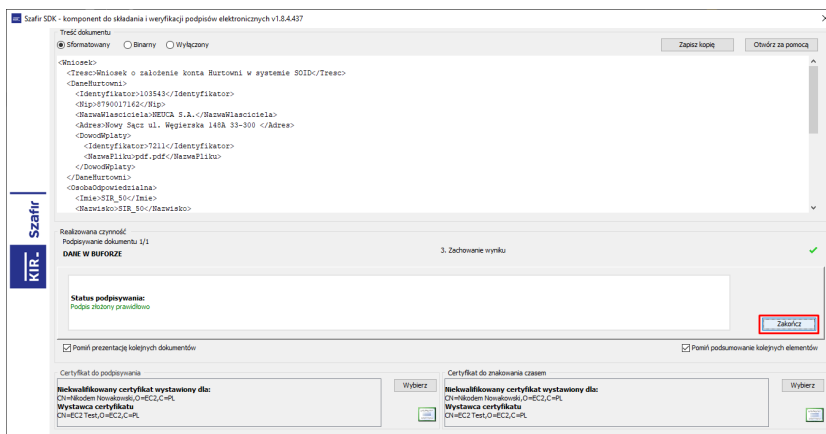 KIR.
Szafir SDK - komponent do składania i weryfikacji podpisów elektronicznych v1.8.4.437
Treść dokumentu
Sformatowany Binarny Wyłączony Zapisz kopię Otwórz za pomocą
<Wniosek>
<Tresc>Wniosek o założenie konta Hurtowni w systemie SOID</Tresc>
<DaneHurtowni>
<Identyfikator>103543</Identyfikator>
<Nip>8790017162</Nip>
<NazwaWlasciciela>NEUCA S.A.</NazwaWlasciciela>
<Adres>Nowy Sącz ul. Węgierska 148A 33-300 </Adres>
<DowodWplaty>
<Identyfikator>7211</Identyfikator>
<NazwaPliku>pdf.pdf</NazwaPliku>
</DowodWplaty>
</DaneHurtowni>
<OsobaOdpowiedzialna>
<Imie>SIR_50</Imie>
<Nazwisko>SIR_50</Nazwisko>
KIR. Szafir
Realizowana czynność
Podpisywanie dokumentu 1/1
DANE W BUFORZE
3. Zachowanie wyniku
Status podpisywania:
Podpis złożony prawidłowo
Zakończ
Pomiń prezentację kolejnych dokumentów
Pomiń podsumowanie kolejnych elementów
Certyfikat do podpisywania
Niekwalifikowany certyfikat wystawiony dla:
CN=Nikodem Nowakowski,O=EC2,C=PL
Wystawca certyfikatu
CN=EC2 Test,O=EC2,C=PL
Wybierz
Certyfikat do znakowania czasem
Niekwalifikowany certyfikat wystawiony dla:
CN=Nikodem Nowakowski,O=EC2,C=PL
Wystawca certyfikatu
CN=EC2 Test,O=EC2,C=PL
Wybierz